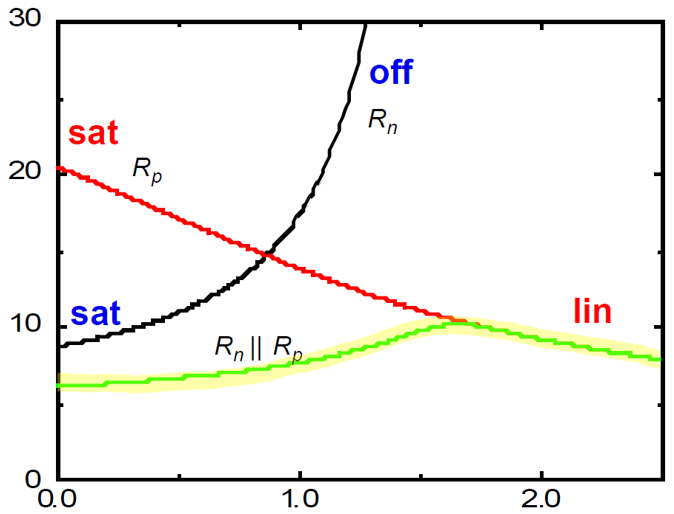 30
off
R_n
sat
R_p
20
sat
10
lin
R_n || R_p
0
0.0
1.0
2.0